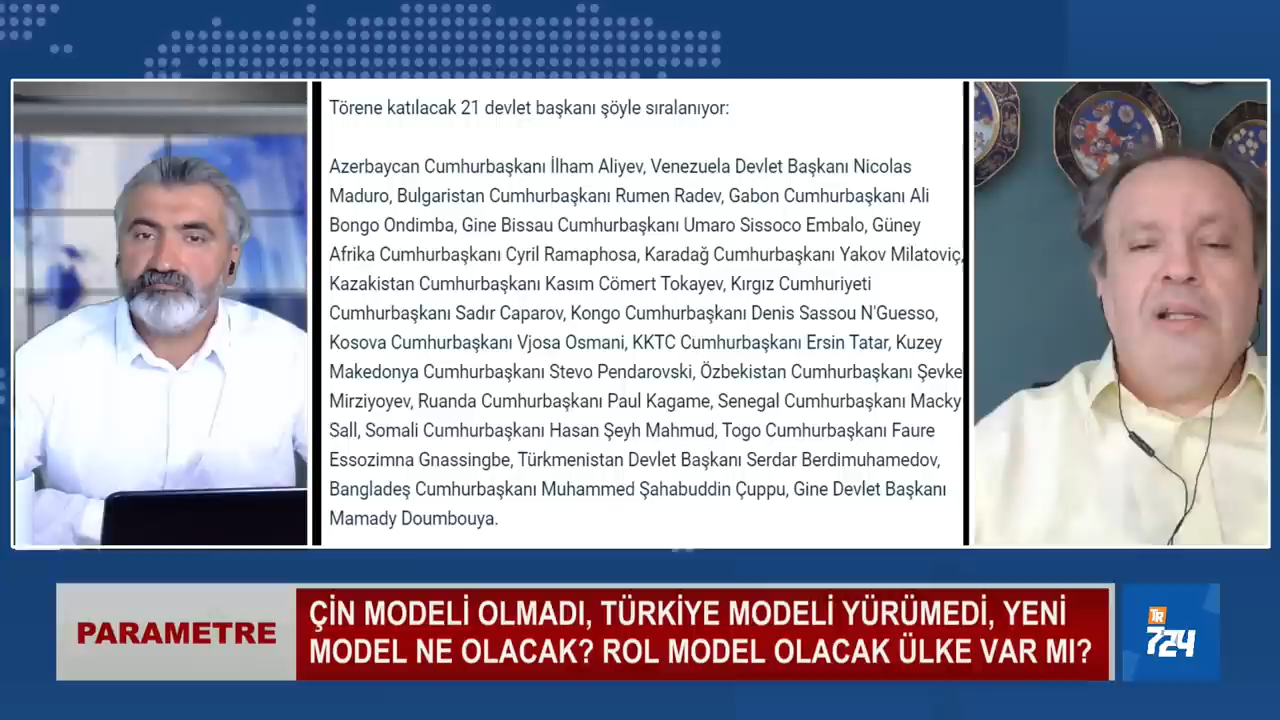 Törene katılacak 21 devlet başkanı şöyle sıralanıyor:
Azerbaycan Cumhurbaşkanı İlham Aliyev, Venezuela Devlet Başkanı Nicolas
Maduro, Bulgaristan Cumhurbaşkanı Rumen Radev, Gabon Cumhurbaşkanı Ali
Bongo Ondimba, Gine Bissau Cumhurbaşkanı Umaro Sissoco Embalo, Güney
Afrika Cumhurbaşkanı Cyril Ramaphosa, Karadağ Cumhurbaşkanı Yakov Milatoviç,
Kazakistan Cumhurbaşkanı Kasım Cömert Tokayev, Kırgız Cumhuriyeti
Cumhurbaşkanı Sadır Caparov, Kongo Cumhurbaşkanı Denis Sassou N'Guesso,
Kosova Cumhurbaşkanı Vjosa Osmani, KKTC Cumhurbaşkanı Ersin Tatar, Kuzey
Makedonya Cumhurbaşkanı Stevo Pendarovski, Özbekistan Cumhurbaşkanı Şevke
Mirziyoyev, Ruanda Cumhurbaşkanı Paul Kagame, Senegal Cumhurbaşkanı Macky
Sall, Somali Cumhurbaşkanı Hasan Şeyh Mahmud, Togo Cumhurbaşkanı Faure
Essozimna Gnassingbe, Türkmenistan Devlet Başkanı Serdar Berdimuhamedov,
Bangladeş Cumhurbaşkanı Muhammed Şahabuddin Çuppu, Gine Devlet Başkanı
Mamady Doumbouya.
PARAMETRE
ÇİN MODELİ OLMADI, TÜRKİYE MODELİ YÜRÜMEDİ, YENİ
MODEL NE OLACAK? ROL MODEL OLACAK ÜLKE VAR MI?
TR
724